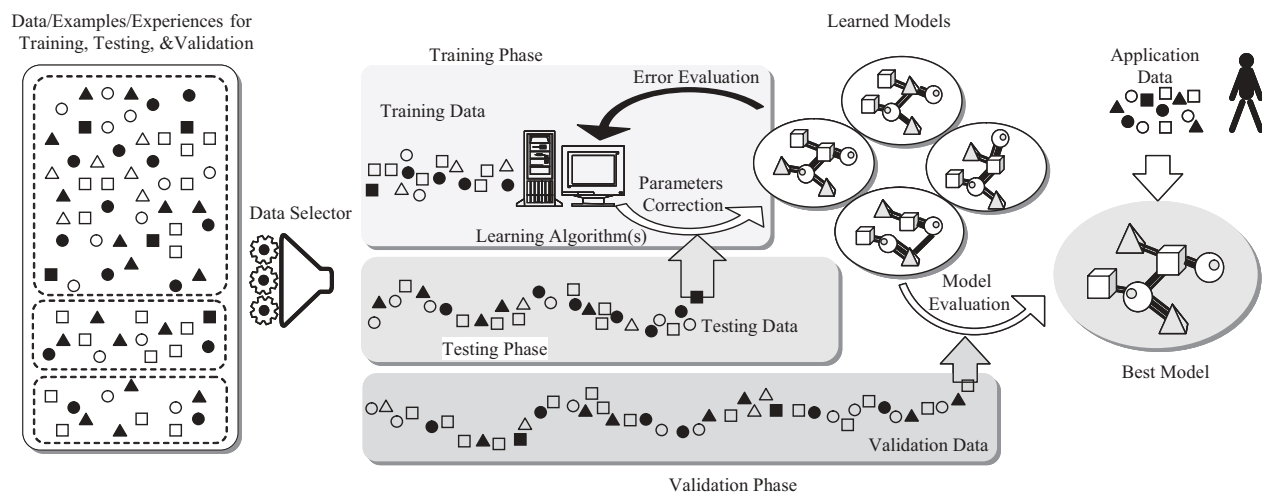 Data/Examples/Experiences for
Training, Testing, &Validation
Data Selector
Training Phase
Training Data
Error Evaluation
Parameters
Correction
Learning Algorithm(s)
Testing Data
Testing Phase
Validation Data
Validation Phase
Learned Models
Model
Evaluation
Application
Data
Best Model